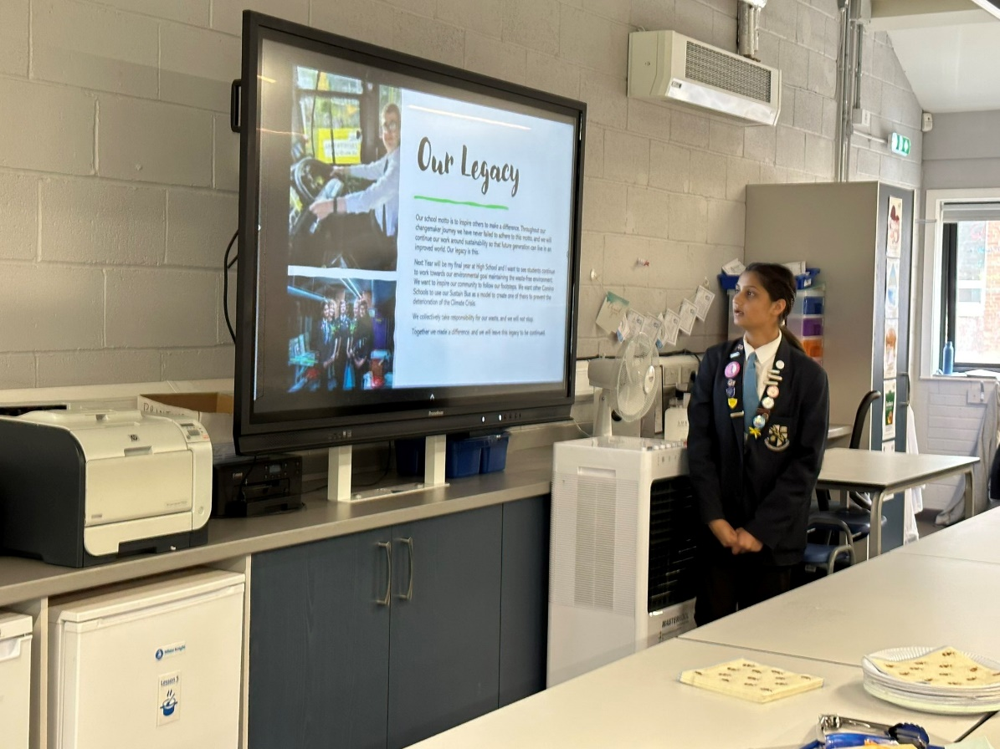 Our Legacy
Our school motto is to inspire others to make a difference. Throughout our
changemaker journey we have never failed to adhere to this motto, and we will
continue our work around sustainability so that future generation can live in an
improved world. Our legacy is this.
Next Year will be my final year at High School and I want to see students continue
to work towards our environmental goal maintaining the waste-free environment.
We want to inspire our community to follow our footsteps. We want other
Schools to use our Sustain Bus as a model to create one of them to prevent the
deterioration of the Climate Crisis.
We collectively take responsibility for our waste, and we will not stop.
Together we create a difference, and we will leave this legacy to be continued.
hp
Canon
White Knight
Lesson 5